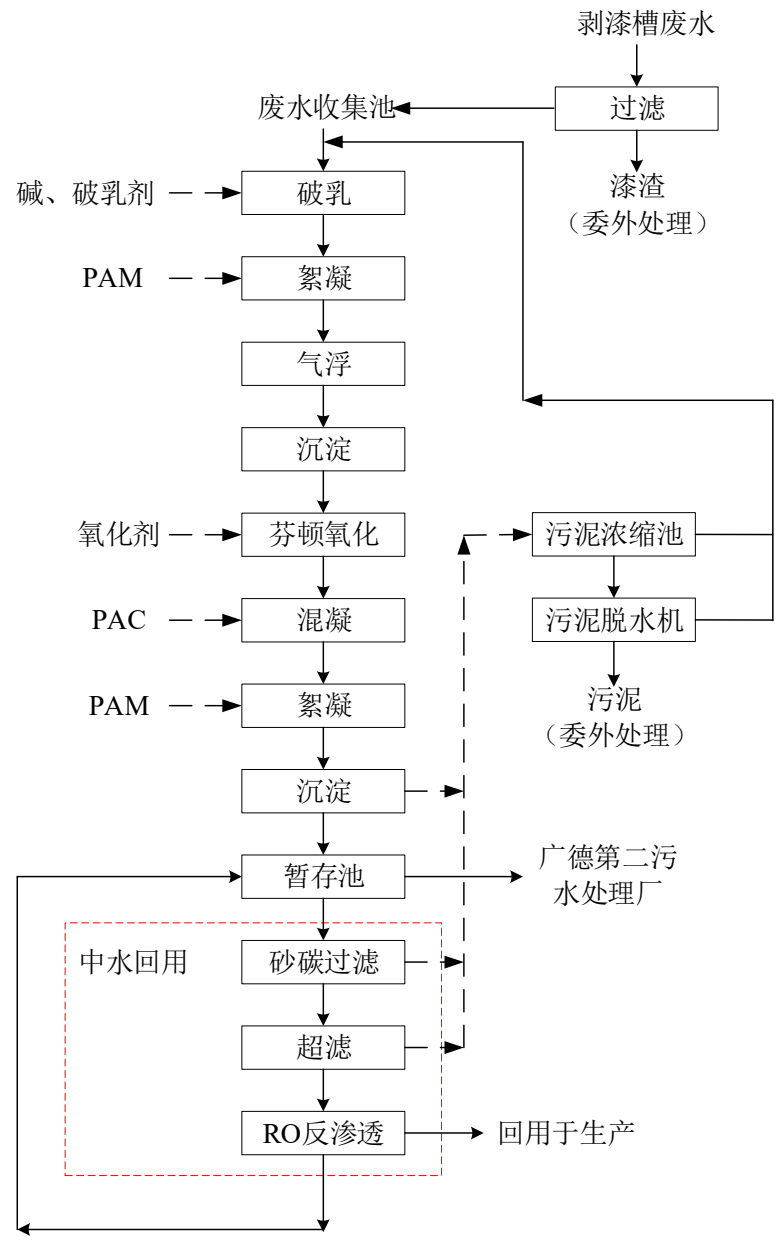 剥漆槽废水
废水收集池
过滤
漆渣
（委外处理）
碱、破乳剂
破乳
PAM
絮凝
气浮
沉淀
氧化剂
芬顿氧化
污泥浓缩池
PAC
混凝
污泥脱水机
PAM
絮凝
污泥
（委外处理）
沉淀
暂存池
广德第二污
水处理厂
中水回用
砂碳过滤
超滤
RO反渗透
回用于生产